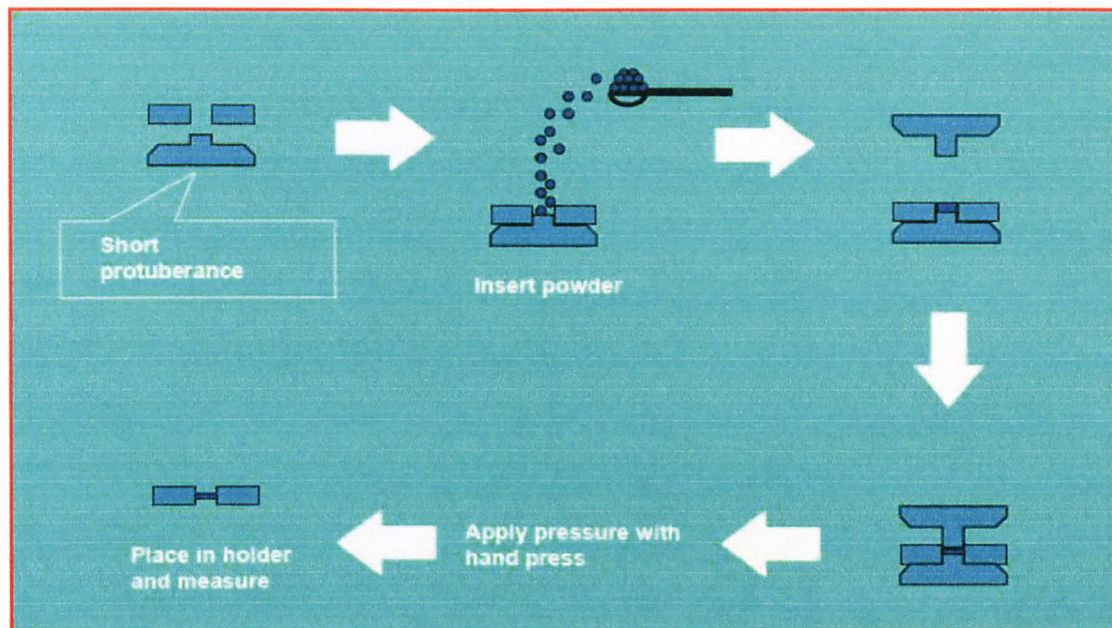 Short
protuberance
Insert powder
Apply pressure with
hand press
Place in holder
and measure